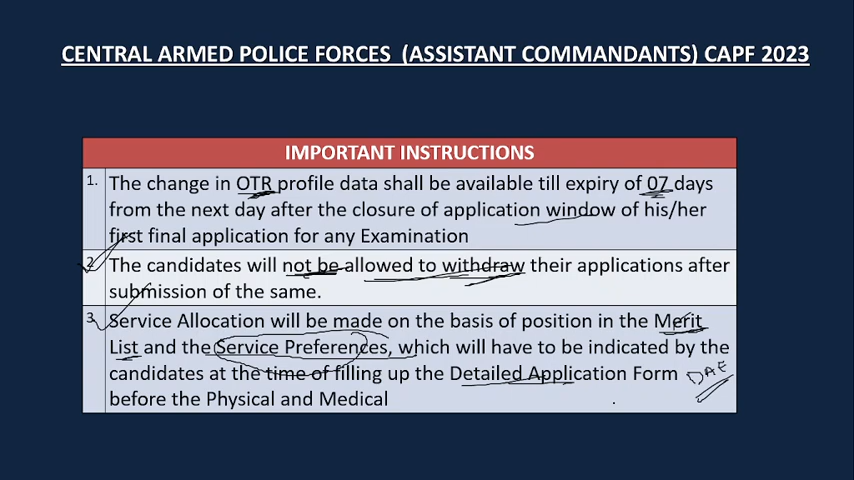 CENTRAL ARMED POLICE FORCES (ASSISTANT COMMANDANTS) CAPF 2023
IMPORTANT INSTRUCTIONS
1. The change in OTR profile data shall be available till expiry of 07 days
from the next day after the closure of application window of his/her
first final application for any Examination
2 The candidates will not be allowed to withdraw their applications after
submission of the same.
3. Service Allocation will be made on the basis of position in the Merit
List and the Service Preferences, which will have to be indicated by the
candidates at the time of filling up the Detailed Application Form DAF
before the Physical and Medical